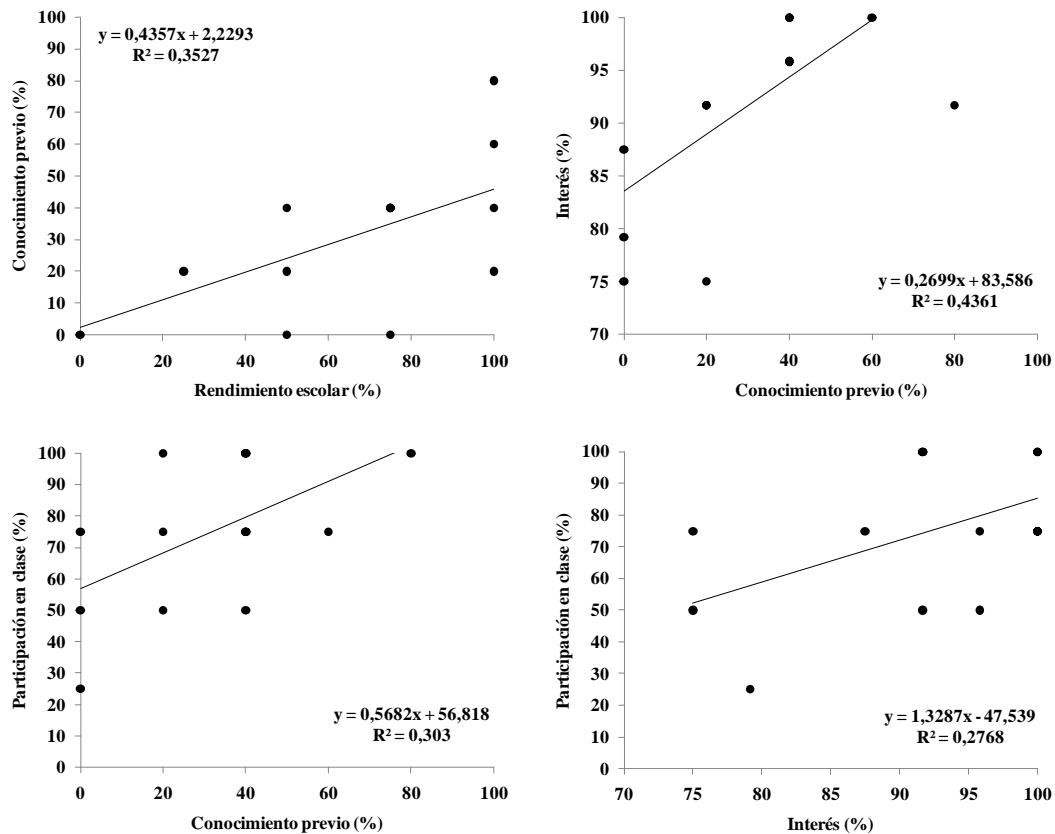 y = 0,4357x + 2,2293
R² = 0,3527
Conocimiento previo (%)
100
90
80
70
60
50
40
30
20
10
0
0 20 40 60 80 100
Rendimiento escolar (%)
Interés (%)
100
95
90
85
80
75
70
y = 0,2699x + 83,586
R² = 0,4361
0 20 40 60 80 100
Conocimiento previo (%)
Participación en clase (%)
100
90
80
70
60
50
40
30
20
10
0
y = 0,5682x + 56,818
R² = 0,303
0 20 40 60 80 100
Conocimiento previo (%)
Participación en clase (%)
100
90
80
70
60
50
40
30
20
10
0
y = 1,3287x - 47,539
R² = 0,2768
70 75 80 85 90 95 100
Interés (%)